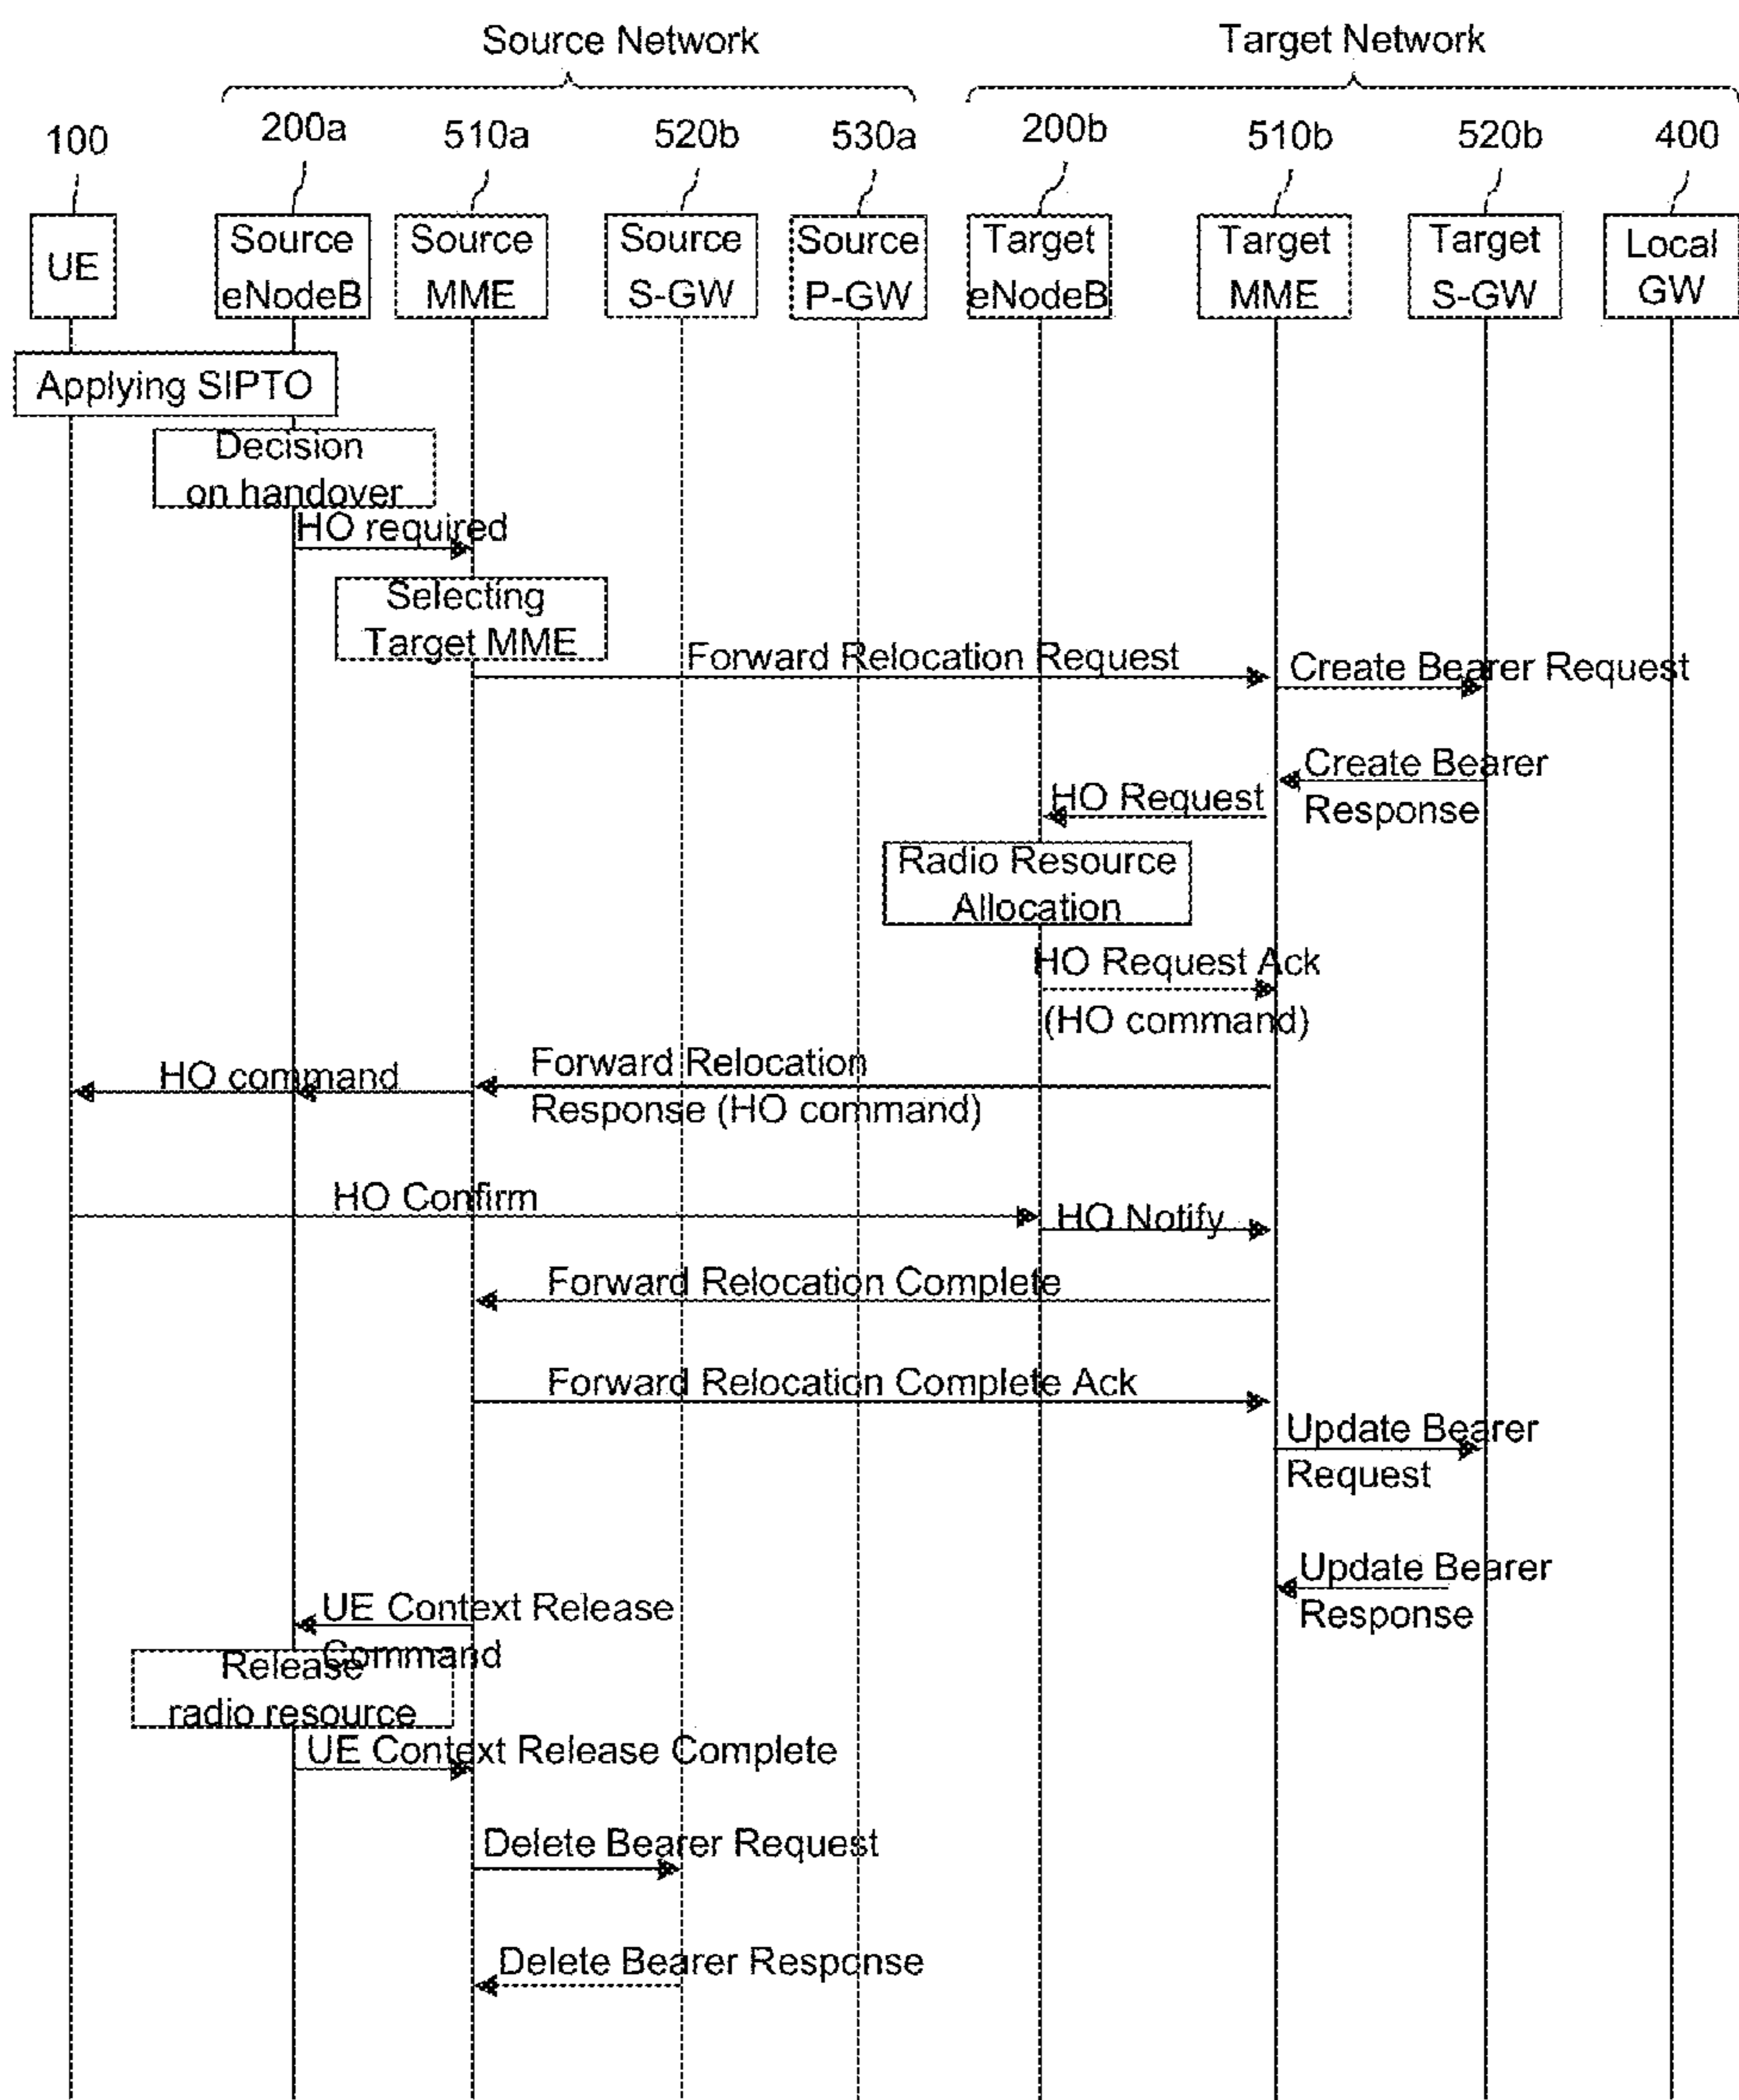 Source Network
Target Network
100
200a
510a
520b
530a
200b
510b
520b
400
UE
Source
eNodeB
Source
MME
Source
S-GW
Source
P-GW
Target
eNodeB
Target
MME
Target
S-GW
Local
GW
Applying SIPTO
Decision
on handover
HO required
Selecting
Target MME
Forward Relocation Request
Create Bearer Request
Create Bearer
Response
HO Request
Radio Resource
Allocation
HO Request Ack
(HO command)
HO command
Forward Relocation
Response (HO command)
HO Confirm
HO Notify
Forward Relocation Complete
Forward Relocation Complete Ack
Update Bearer
Request
Update Bearer
Response
UE Context Release
Command
Release
radio resource
UE Context Release Complete
Delete Bearer Request
Delete Bearer Response